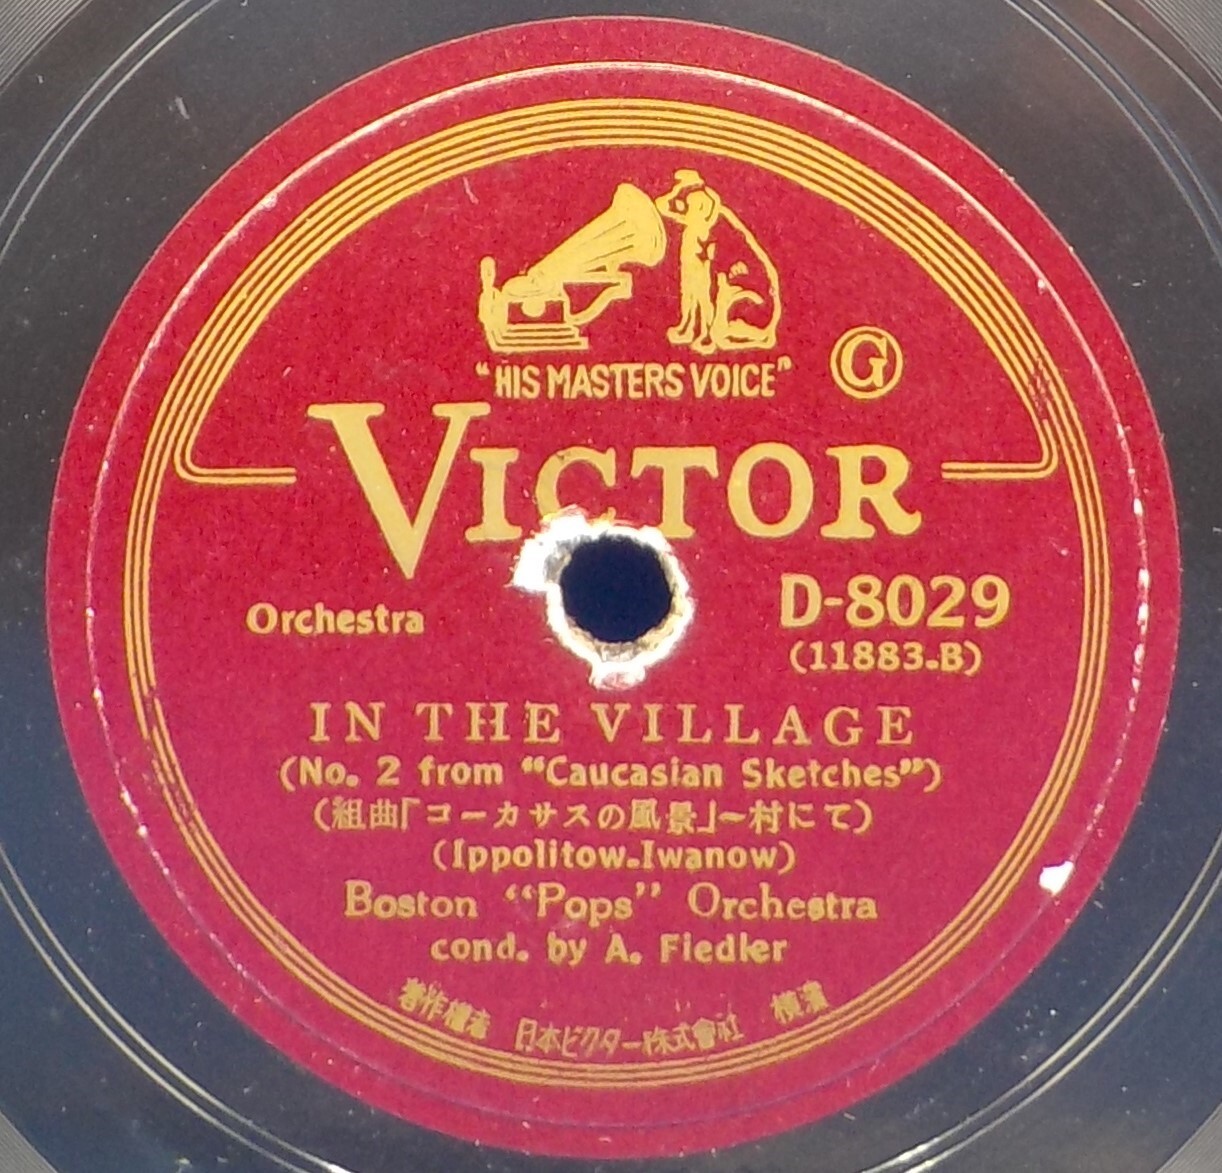 "HIS MASTERS VOICE"
G
VICTOR
Orchestra
D-8029
(11883-B)
IN THE VILLAGE
(No. 2 from "Caucasian Sketches")
(組曲「コーカサスの風景」~村にて)
(Ippolitow-Iwanow)
Boston "Pops" Orchestra
cond. by A. Fiedler
著作權者 日本ビクター株式會社 橫濱